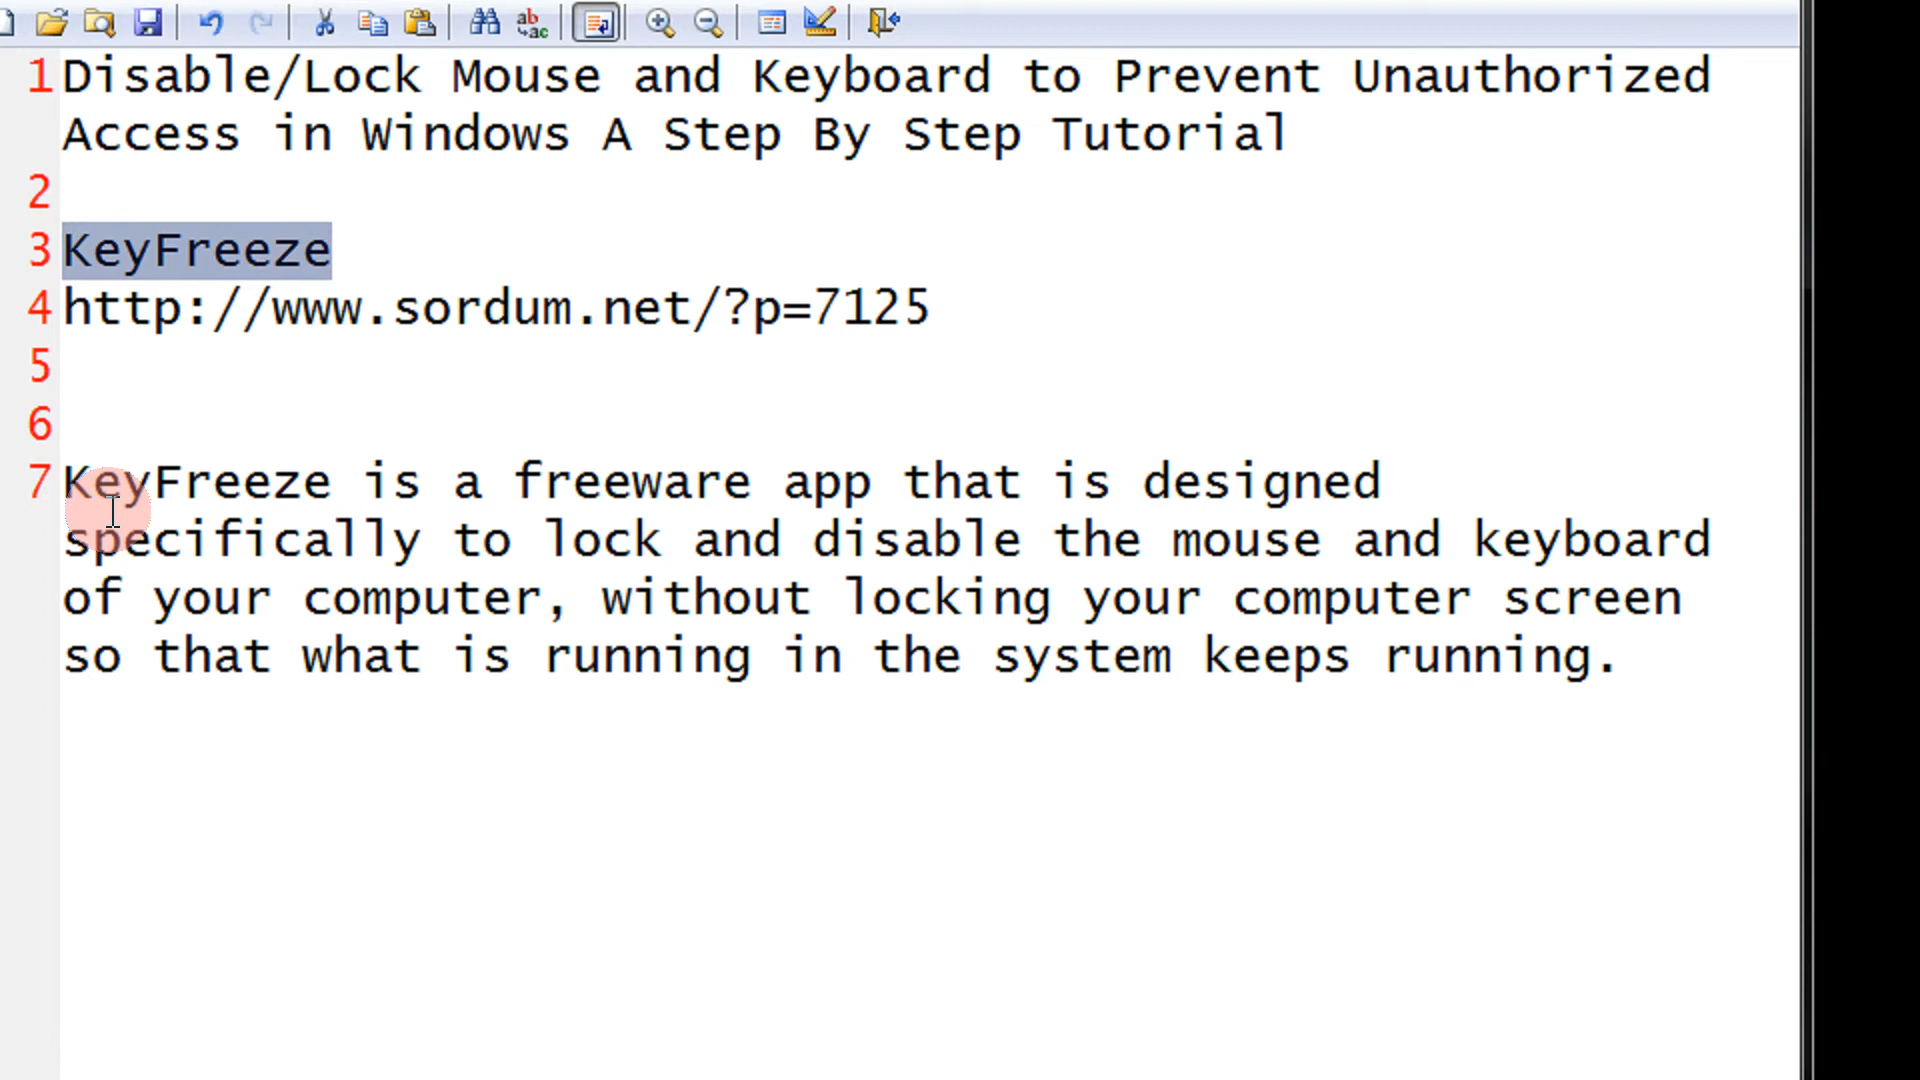 1 Disable/Lock Mouse and Keyboard to Prevent Unauthorized
Access in Windows A Step By Step Tutorial
2
3 KeyFreeze
4 http://www.sordum.net/?p=7125
5
6
7 KeyFreeze is a freeware app that is designed
specifically to lock and disable the mouse and keyboard
of your computer, without locking your computer screen
so that what is running in the system keeps running.